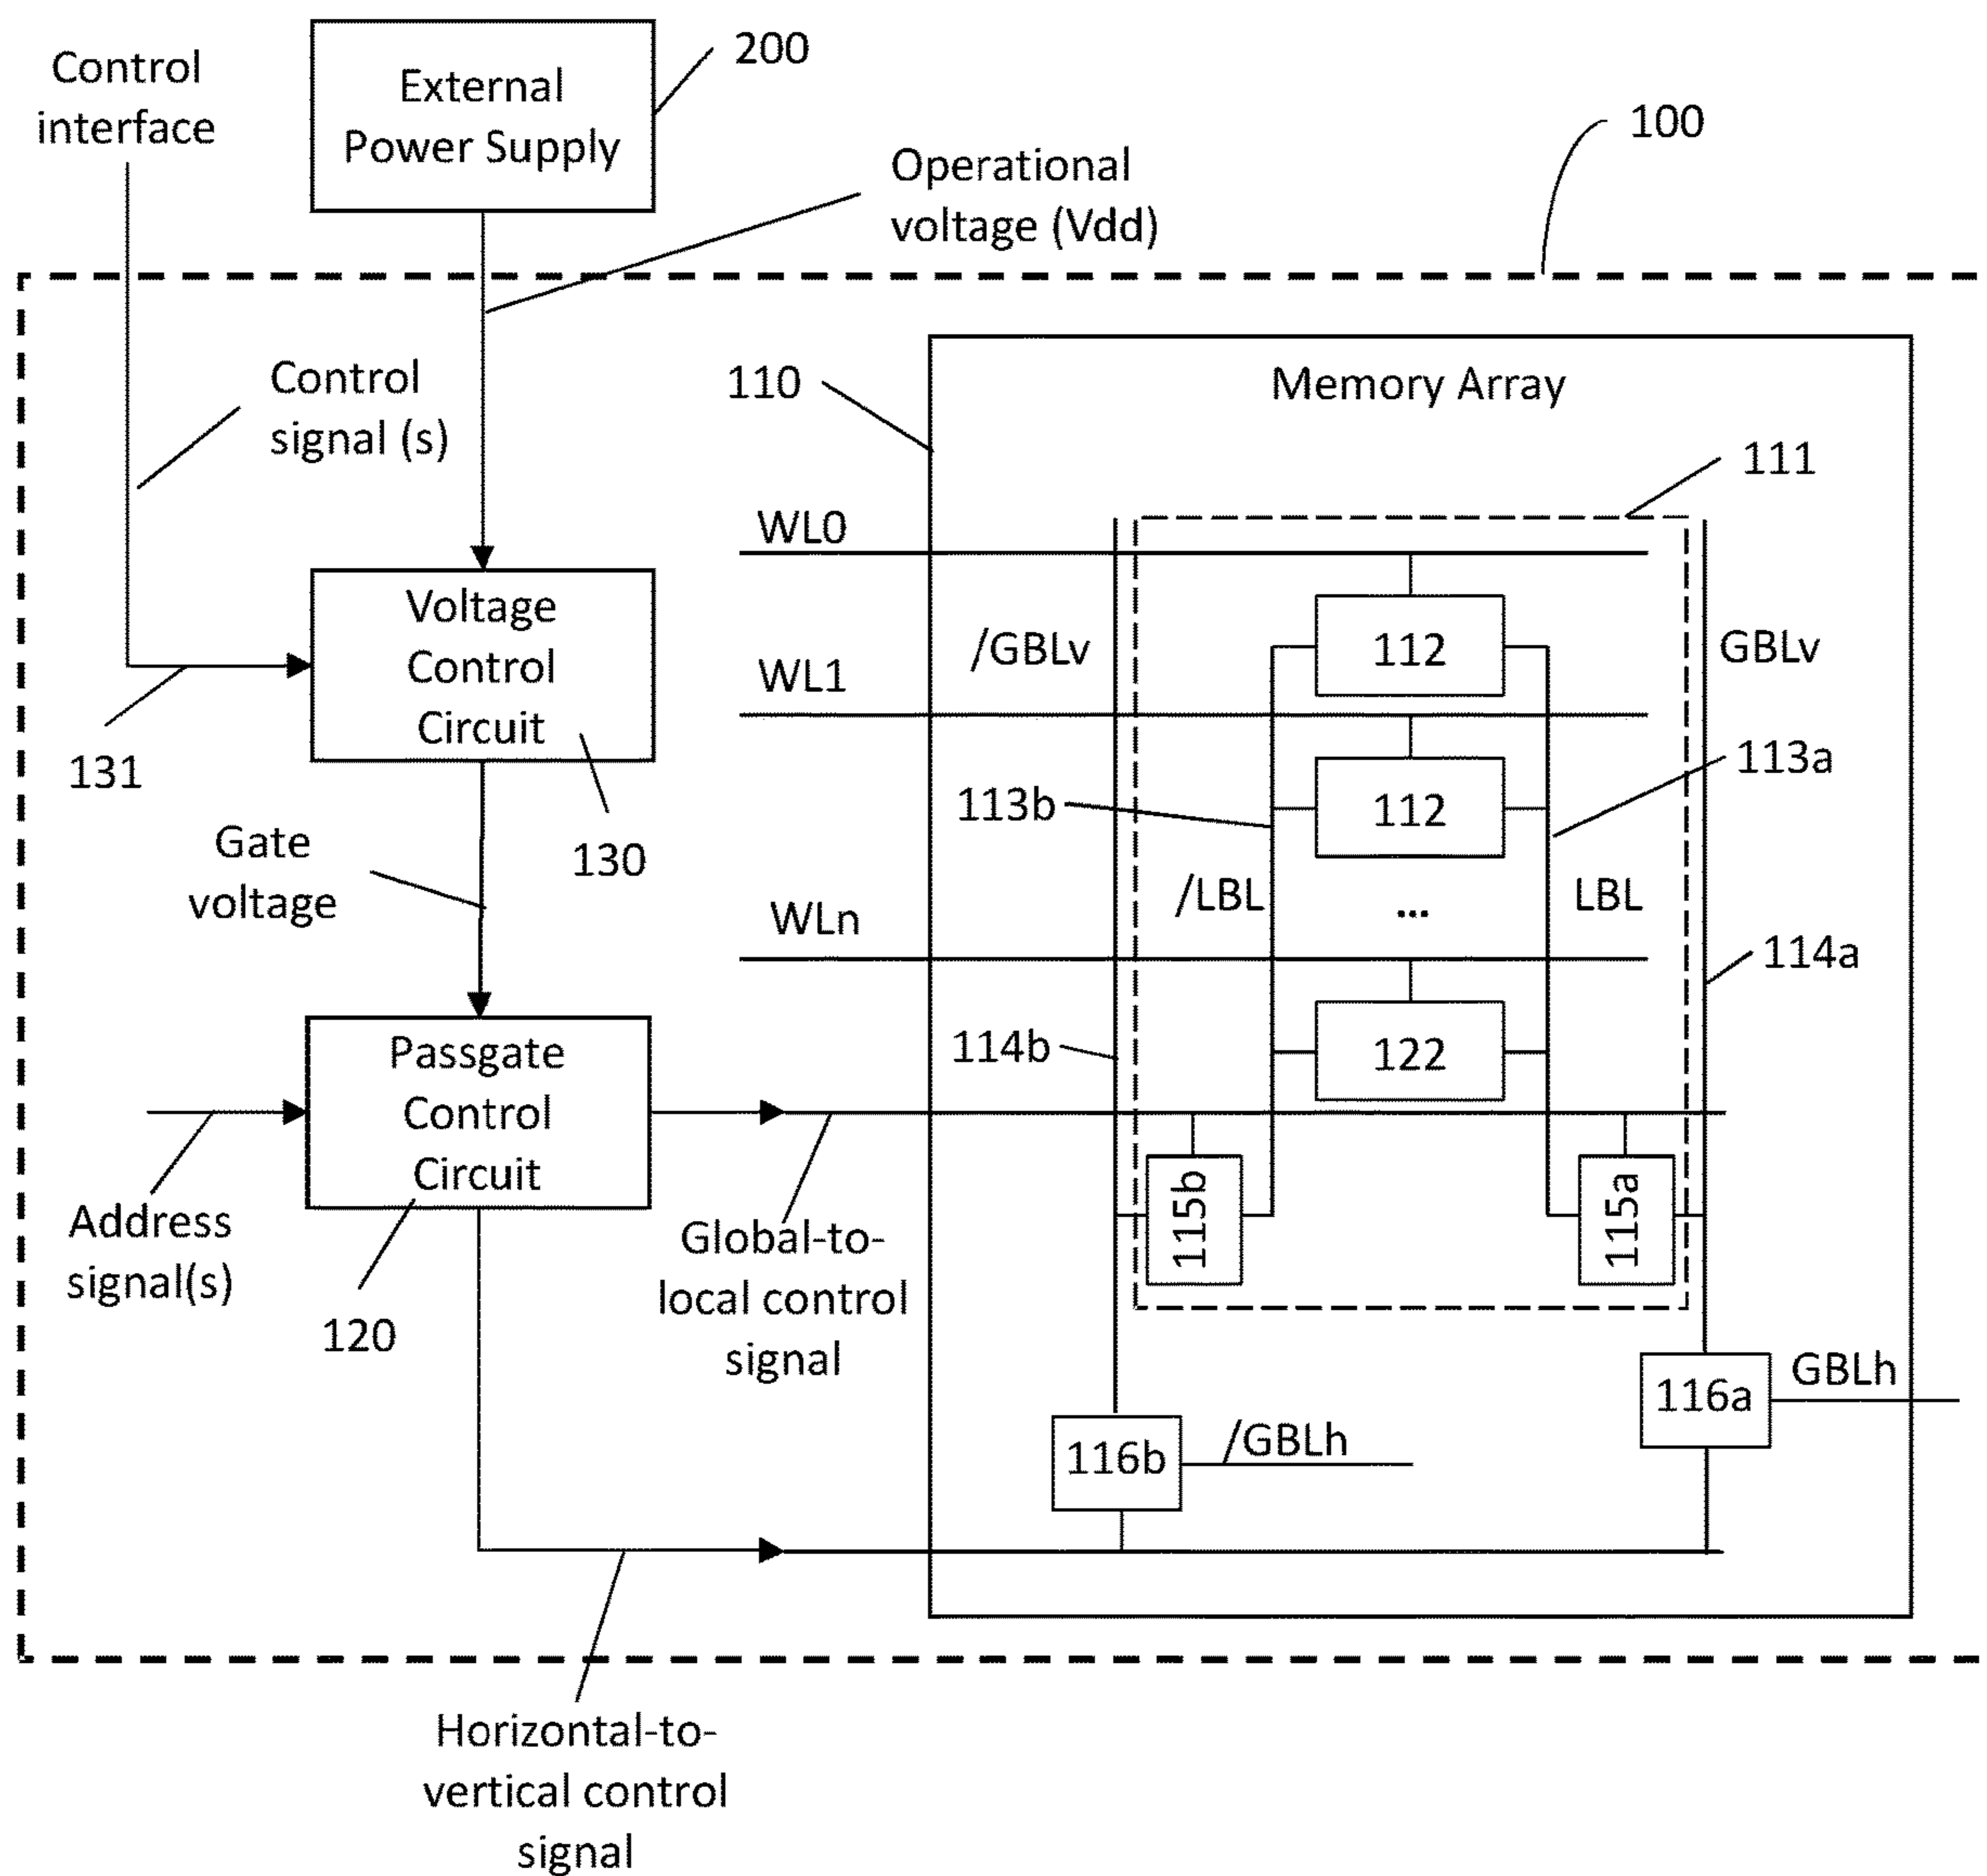 Control
interface
External
Power Supply
200
Operational
voltage (Vdd)
100
Control
signal (s)
110
Memory Array
111
WL0
Voltage
Control
Circuit
/GBLv
112
GBLv
WL1
131
113b
112
113a
130
Gate
voltage
/LBL
...
LBL
WLn
114a
Passgate
Control
Circuit
114b
122
115b
115a
Address
signal(s)
120
Global-to-
local control
signal
116a
GBLh
116b
/GBLh
Horizontal-to-
vertical control
signal